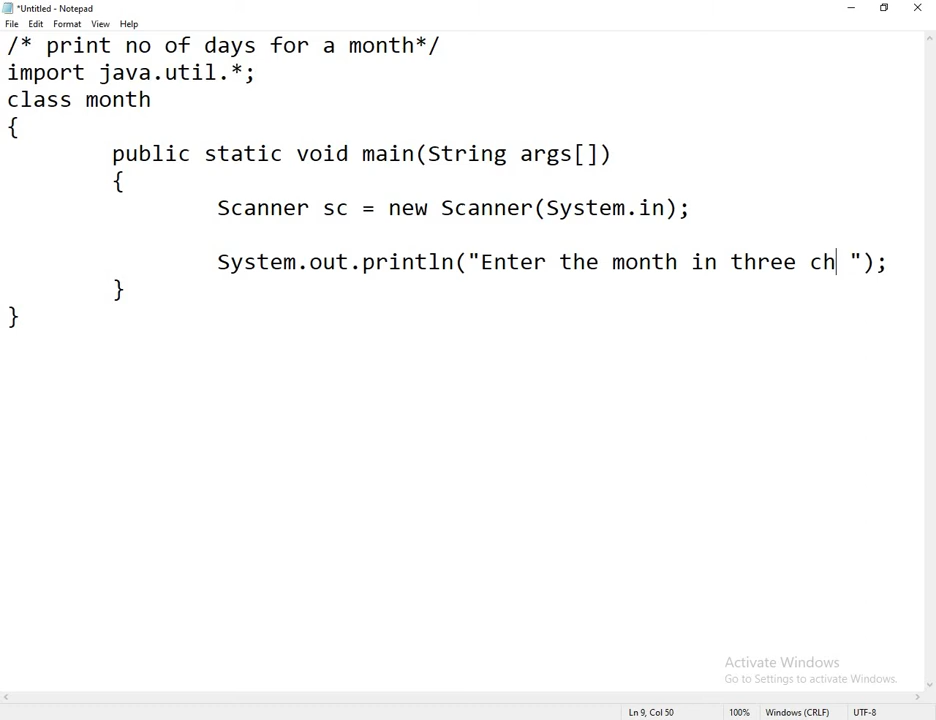 *Untitled - Notepad
File Edit Format View Help
/* print no of days for a month*/
import java.util.*;
class month
{
public static void main(String args[])
{
Scanner sc = new Scanner(System.in);
System.out.println("Enter the month in three ch ");
}
}
Activate Windows
Go to Settings to activate Windows.
Ln 9, Col 50 100% Windows (CRLF) UTF-8